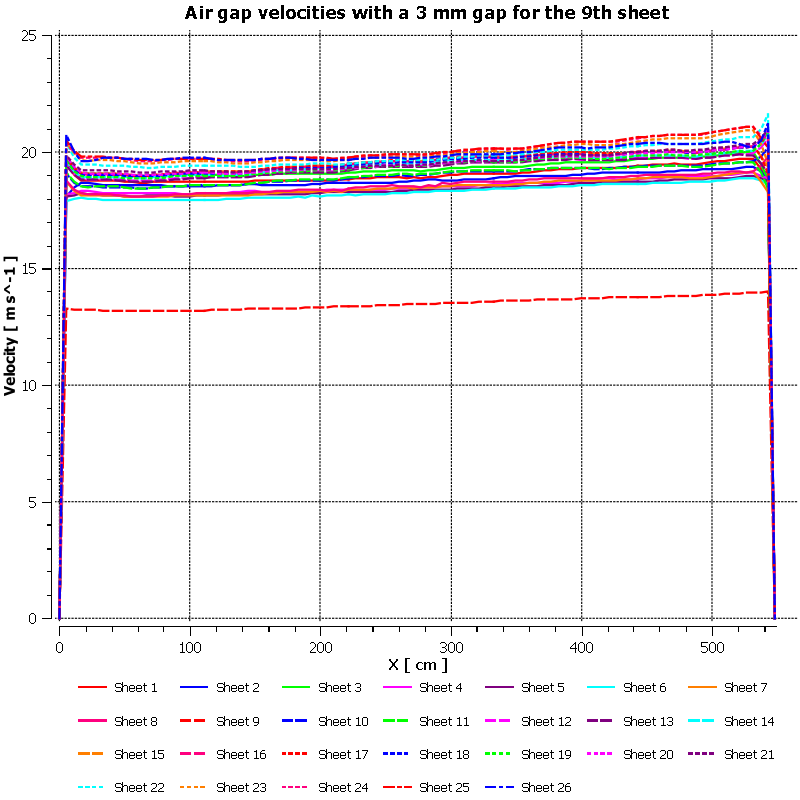 Air gap velocities with a 3 mm gap for the 9th sheet
25
20
15
10
5
0
Velocity [ m s^-1 ]
0 100 200 300 400 500
X [ cm ]
Sheet 1 Sheet 2 Sheet 3 Sheet 4 Sheet 5 Sheet 6 Sheet 7
Sheet 8 Sheet 9 Sheet 10 Sheet 11 Sheet 12 Sheet 13 Sheet 14
Sheet 15 Sheet 16 Sheet 17 Sheet 18 Sheet 19 Sheet 20 Sheet 21
Sheet 22 Sheet 23 Sheet 24 Sheet 25 Sheet 26